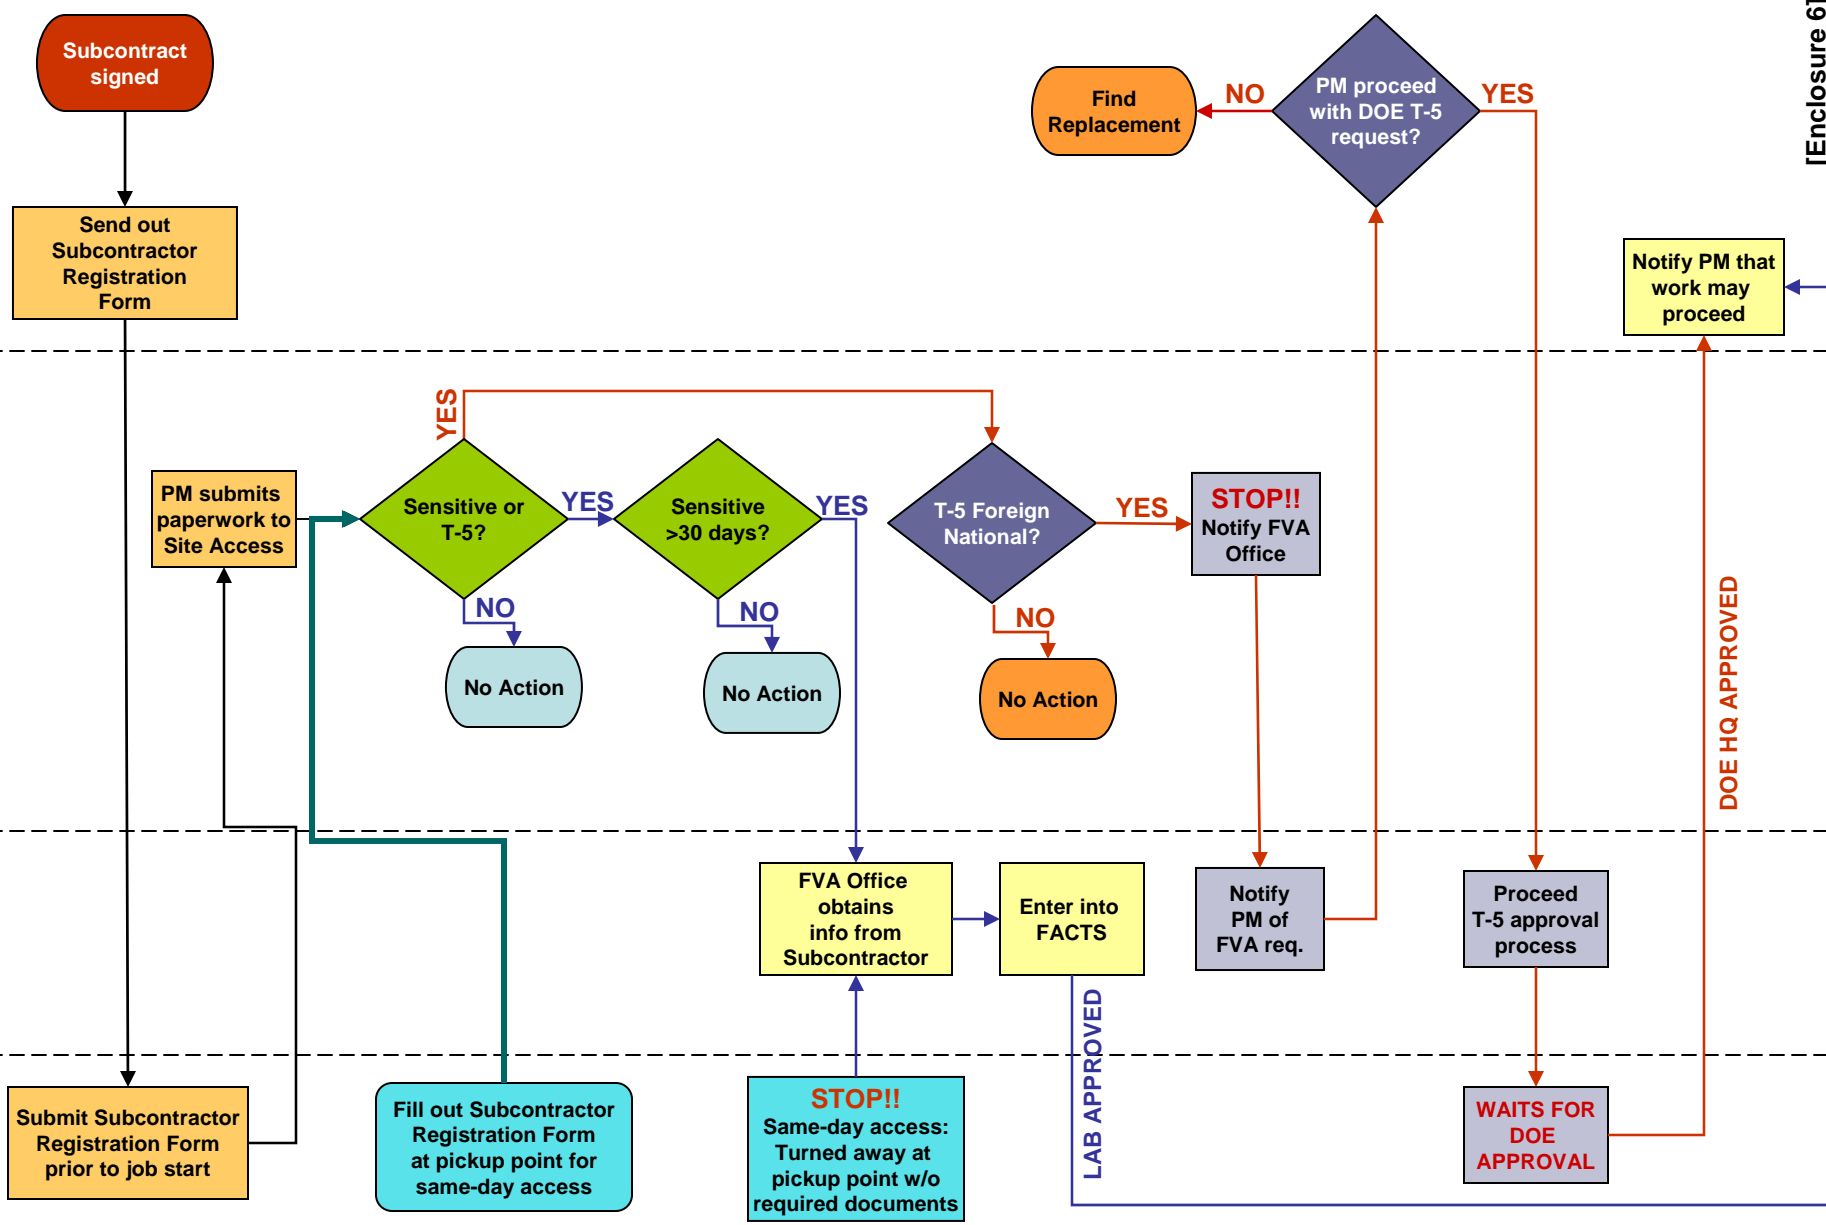 Subcontract
signed
Send out
Subcontractor
Registration
Form
Find
Replacement
NO
PM proceed
with DOE T-5
request?
YES
[Enclosure 6]
Notify PM that
work may
proceed
PM submits
paperwork to
Site Access
YES
Sensitive or
T-5?
YES
NO
No Action
Sensitive
>30 days?
YES
NO
No Action
T-5 Foreign
National?
YES
NO
No Action
STOP!!
Notify FVA
Office
DOE HQ APPROVED
FVA Office
obtains
info from
Subcontractor
Enter into
FACTS
Notify
PM of
FVA req.
Proceed
T-5 approval
process
LAB APPROVED
Submit Subcontractor
Registration Form
prior to job start
Fill out Subcontractor
Registration Form
at pickup point for
same-day access
STOP!!
Same-day access:
Turned away at
pickup point w/o
required documents
WAITS FOR
DOE
APPROVAL